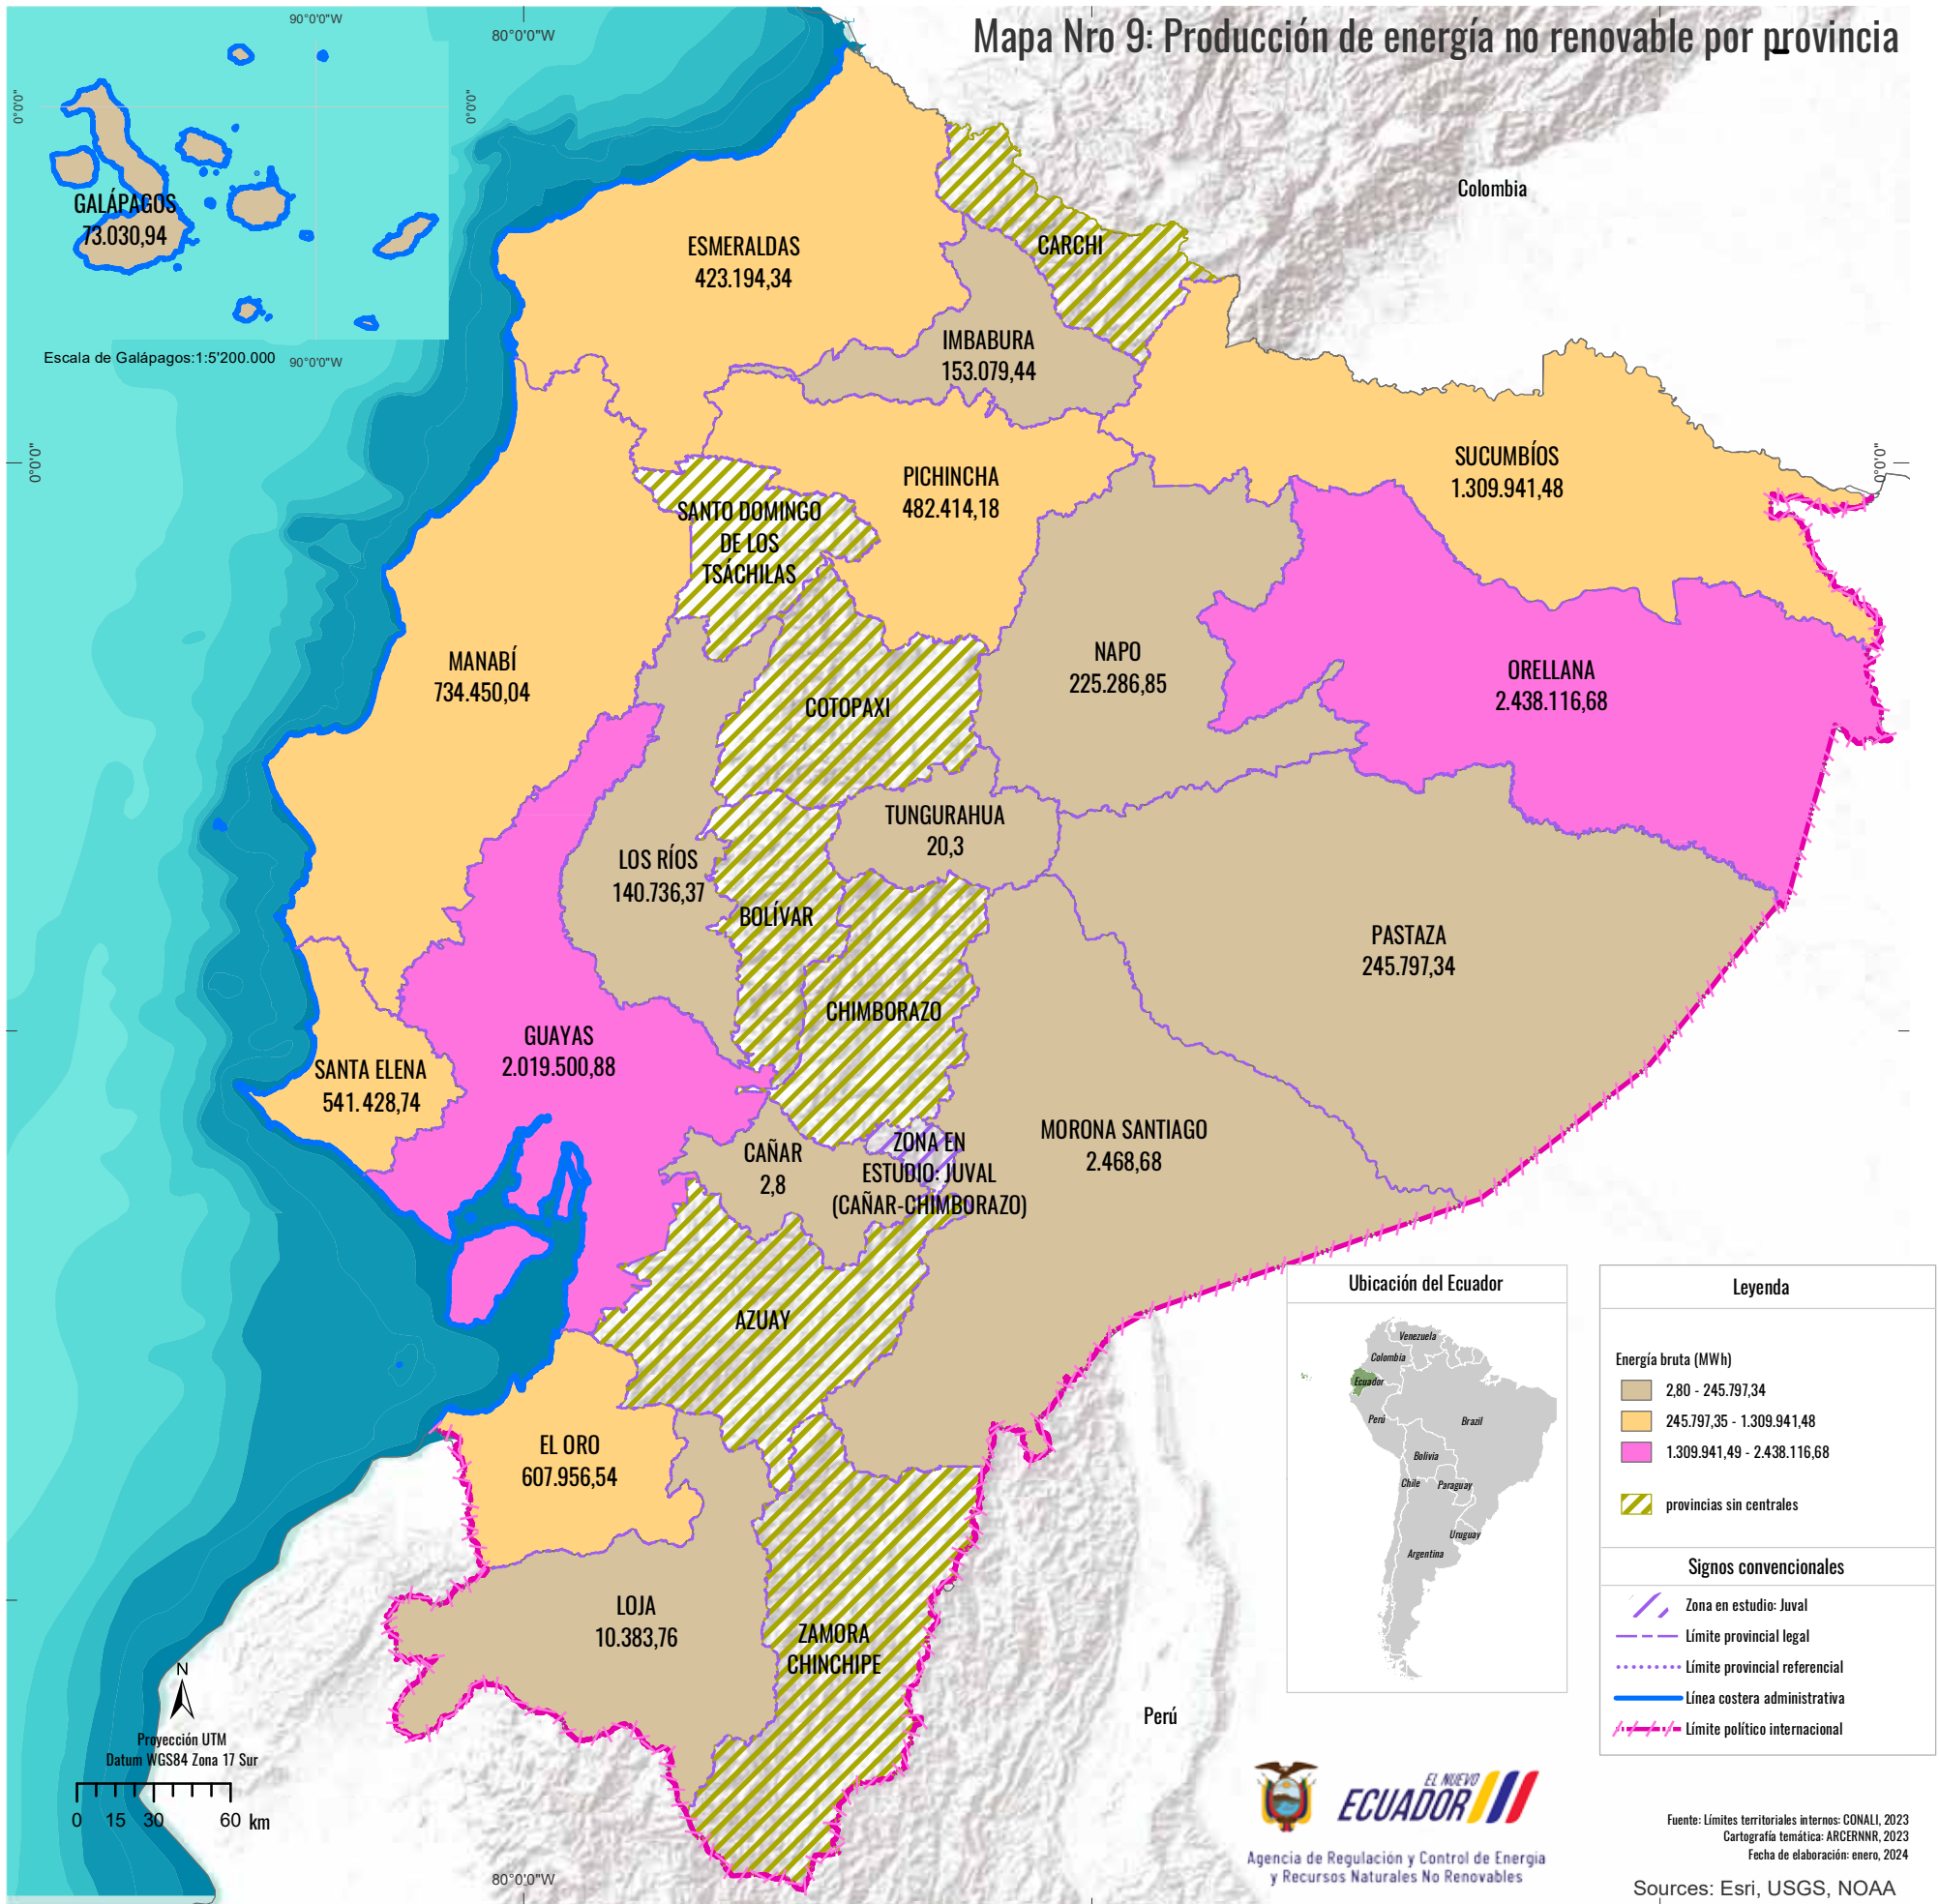 Mapa Nro 9: Producción de energía no renovable por provincia
90°0'0"W
80°0'0"W
0°0'0"
0°0'0"
GALÁPAGOS
73.030,94
Escala de Galápagos:1:5'200.000
90°0'0"W
Colombia
ESMERALDAS
423.194,34
CARCHI
IMBABURA
153.079,44
0°0'0"
0°0'0"
SUCUMBÍOS
1.309.941,48
PICHINCHA
482.414,18
SANTO DOMINGO
DE LOS
TSÁCHILAS
NAPO
225.286,85
ORELLANA
2.438.116,68
MANABÍ
734.450,04
COTOPAXI
TUNGURAHUA
20,3
LOS RÍOS
140.736,37
BOLÍVAR
PASTAZA
245.797,34
CHIMBORAZO
GUAYAS
2.019.500,88
SANTA ELENA
541.428,74
MORONA SANTIAGO
2.468,68
CAÑAR
2,8
ZONA EN
ESTUDIO: JUVAL
(CAÑAR-CHIMBORAZO)
AZUAY
EL ORO
607.956,54
LOJA
10.383,76
ZAMORA
CHINCHIPE
Perú
Ubicación del Ecuador
Venezuela
Colombia
Ecuador
Perú
Brazil
Bolivia
Chile
Paraguay
Uruguay
Argentina
Leyenda
Energía bruta (MWh)
2,80 - 245.797,34
245.797,35 - 1.309.941,48
1.309.941,49 - 2.438.116,68
provincias sin centrales
Signos convencionales
Zona en estudio: Juval
Límite provincial legal
Límite provincial referencial
Línea costera administrativa
Límite político internacional
N
Proyección UTM
Datum WGS84 Zona 17 Sur
0 15 30 60 km
80°0'0"W
EL NUEVO
ECUADOR
Agencia de Regulación y Control de Energía
y Recursos Naturales No Renovables
Fuente: Límites territoriales internos: CONALI, 2023
Cartografía temática: ARCERNNR, 2023
Fecha de elaboración: enero, 2024
Sources: Esri, USGS, NOAA